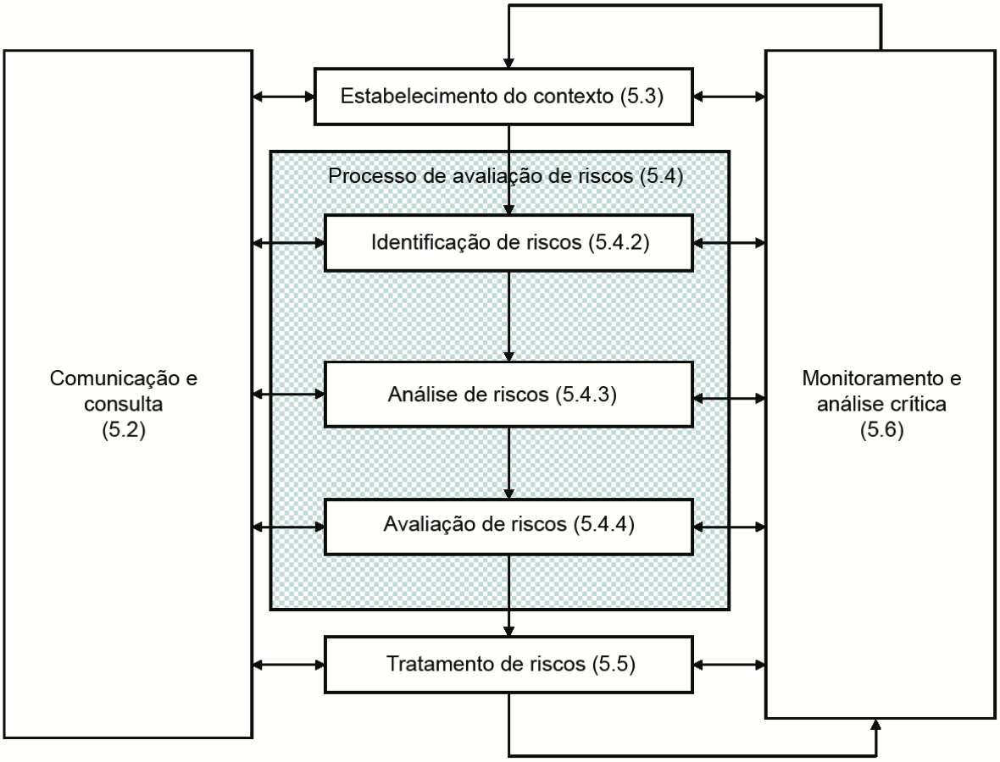 Estabelecimento do contexto (5.3)
Processo de avaliação de riscos (5.4)
Identificação de riscos (5.4.2)
Comunicação e
consulta
(5.2)
Análise de riscos (5.4.3)
Monitoramento e
análise crítica
(5.6)
Avaliação de riscos (5.4.4)
Tratamento de riscos (5.5)